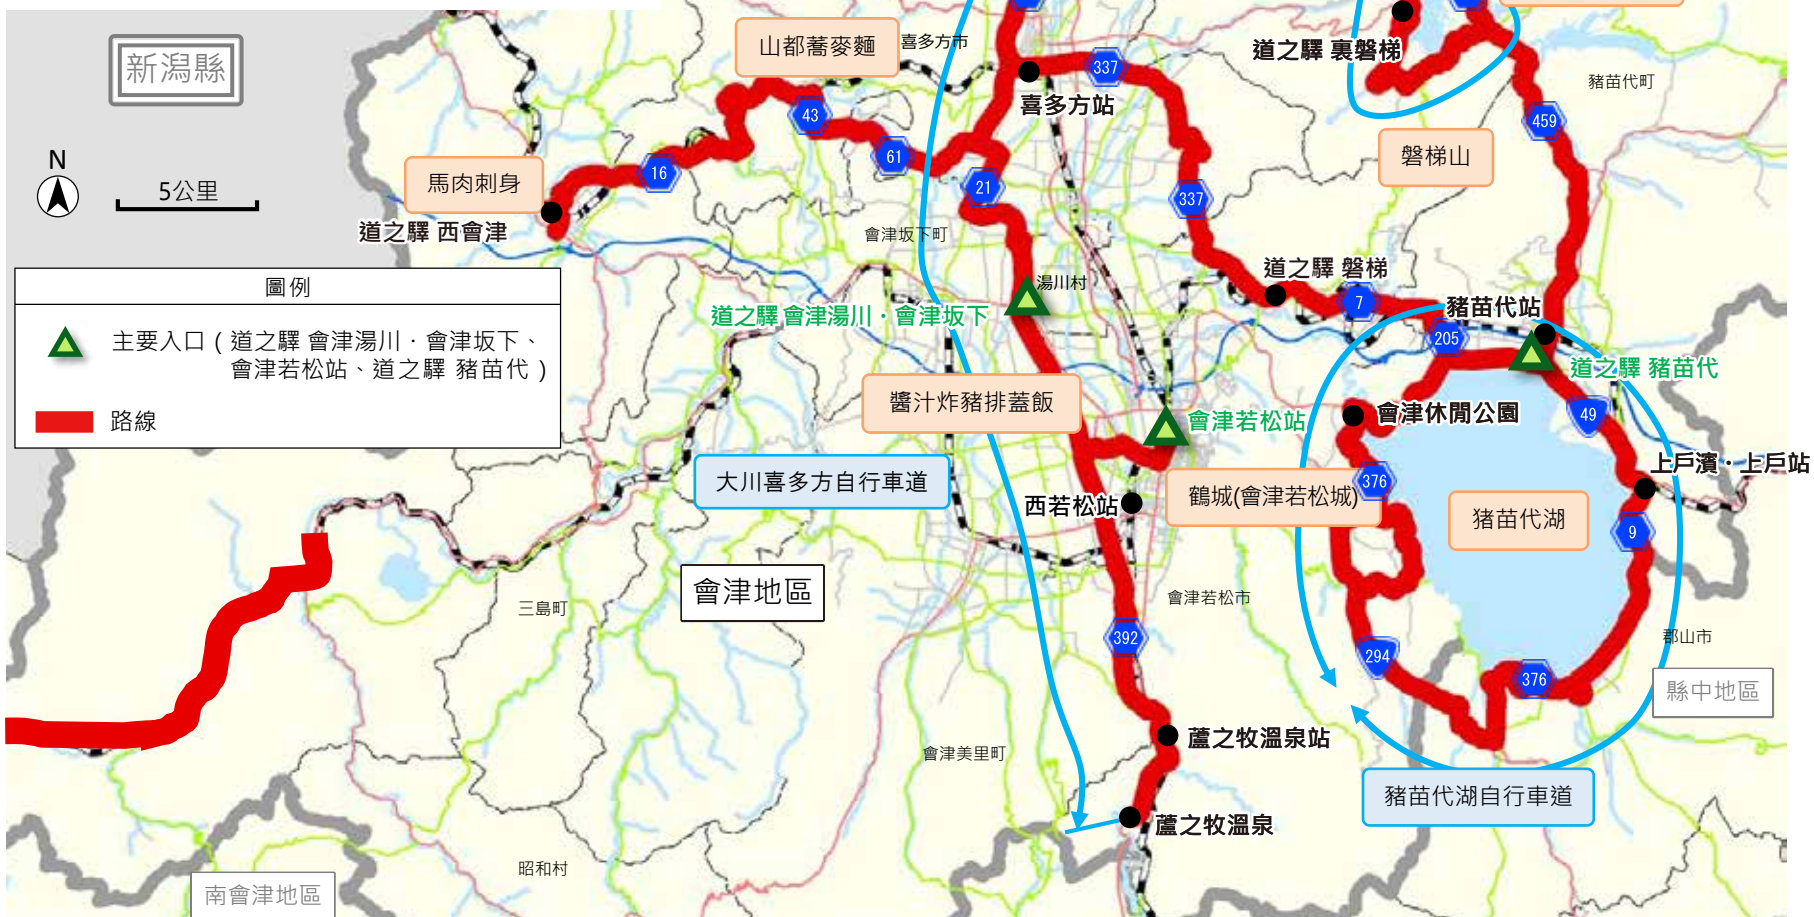 新潟縣
N
5公里
山都蕎麥麵
喜多方市
喜多方站
337
道之驛 裏磐梯
豬苗代町
459
磐梯山
43
61
16
21
337
馬肉刺身
道之驛 西會津
會津坂下町
湯川村
道之驛 磐梯
7
豬苗代站
205
道之驛 會津湯川・會津坂下
道之驛 豬苗代
圖例
主要入口 ( 道之驛 會津湯川・會津坂下、
會津若松站、道之驛 豬苗代 )
路線
醬汁炸豬排蓋飯
會津若松站
會津休閒公園
49
上戶濱・上戶站
大川喜多方自行車道
西若松站
鶴城(會津若松城)
376
豬苗代湖
9
會津地區
三島町
會津若松市
392
294
376
郡山市
縣中地區
蘆之牧溫泉站
會津美里町
豬苗代湖自行車道
蘆之牧溫泉
昭和村
南會津地區